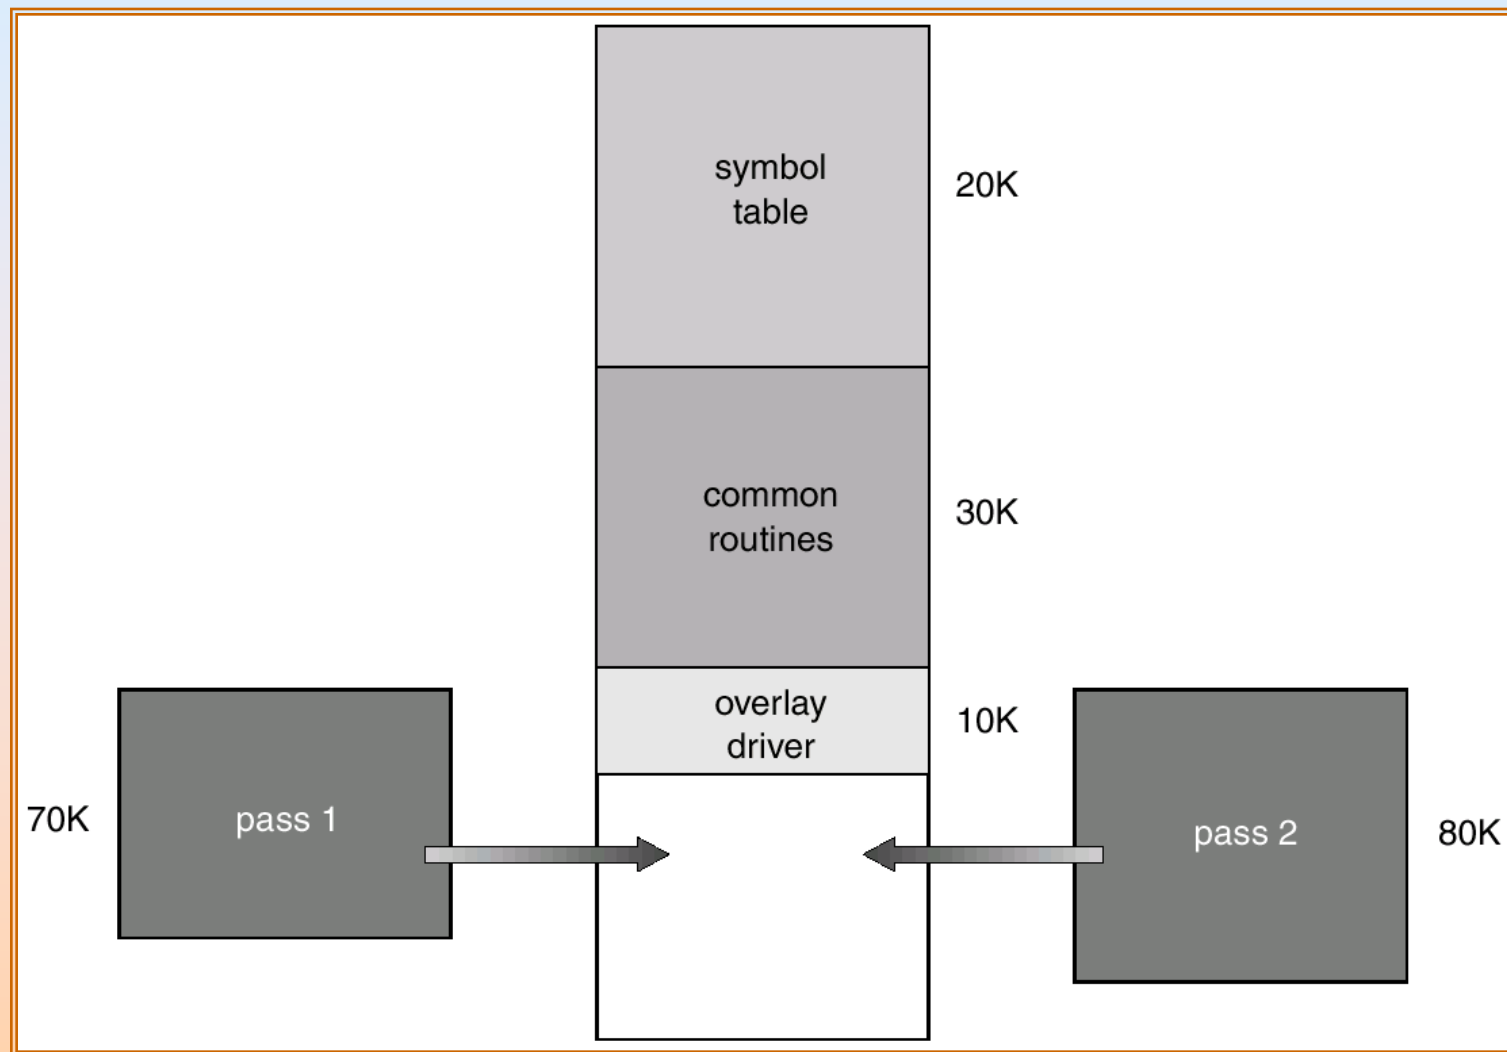 symbol
table
20K
common
routines
30K
overlay
driver
10K
70K
pass 1
pass 2
80K